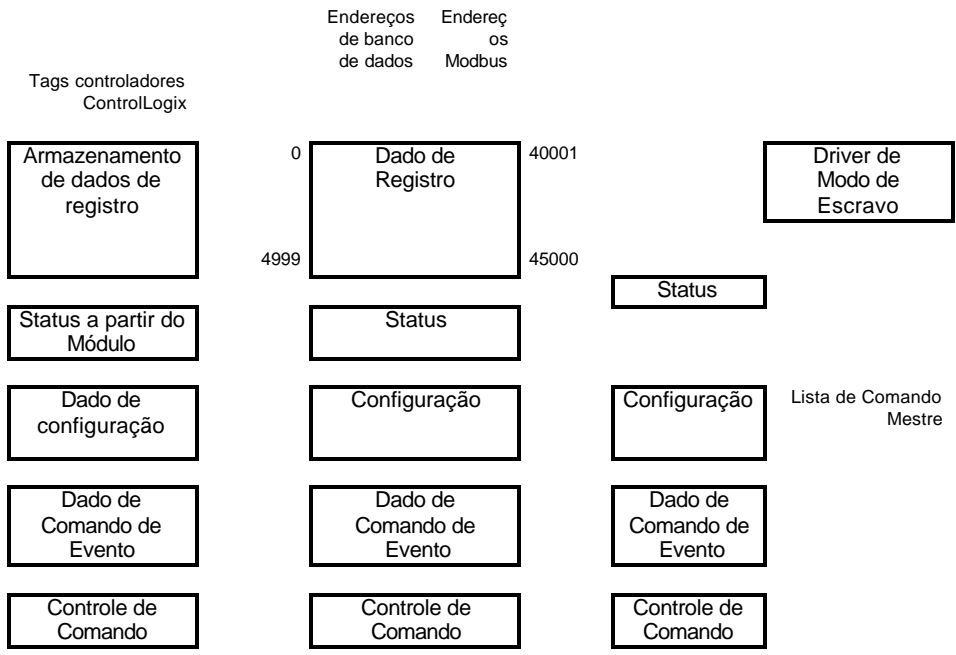 Endereços
de banco
de dados
Endereç
os
Modbus
Tags controladores
ControlLogix
Armazenamento
de dados de
registro
0
4999
Dado de
Registro
40001
45000
Driver de
Modo de
Escravo
Status
Status a partir do
Módulo
Status
Dado de
configuração
Configuração
Configuração
Lista de Comando
Mestre
Dado de
Comando de
Evento
Dado de
Comando de
Evento
Dado de
Comando de
Evento
Controle de
Comando
Controle de
Comando
Controle de
Comando